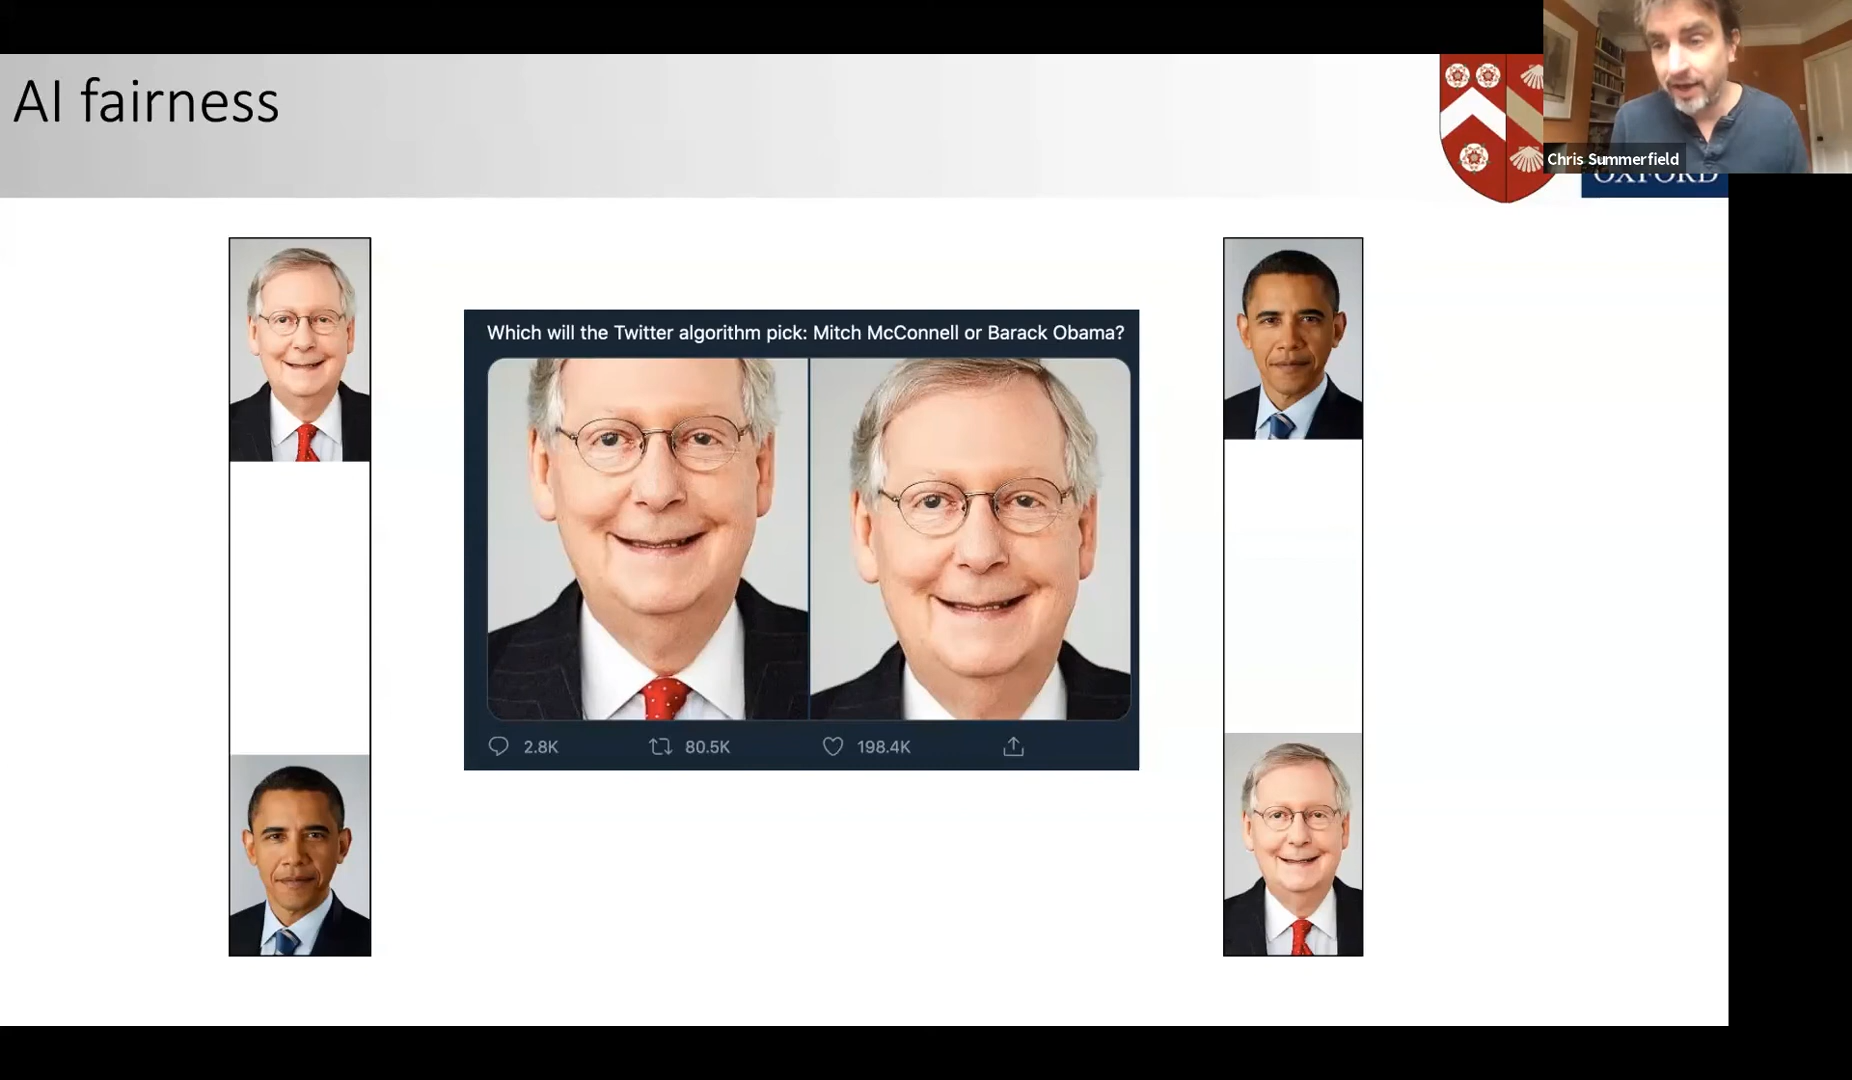 AI fairness
Chris Summerfield
OXFORD
Which will the Twitter algorithm pick: Mitch McConnell or Barack Obama?
2.8K 80.5K 198.4K